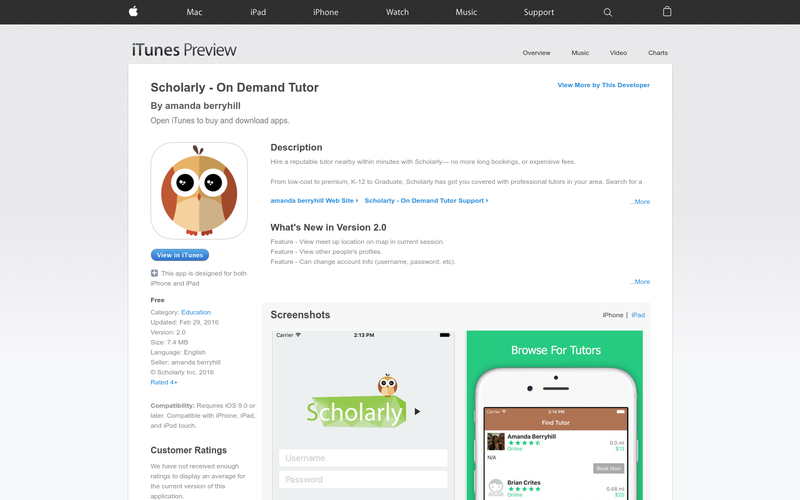 Mac
iPad
iPhone
Watch
Music
Support
iTunes Preview
Overview
Music
Video
Charts
Scholarly - On Demand Tutor
View More by This Developer
By amanda berryhill
Open iTunes to buy and download apps.
View in iTunes
This app is designed for both
iPhone and iPad
Free
Category: Education
Updated: Feb 29, 2016
Version: 2.0
Size: 7.4 MB
Language: English
Seller: amanda berryhill
© Scholarly Inc. 2016
Rated 4+
Compatibility: Requires iOS 9.0 or
later. Compatible with iPhone, iPad,
and iPod touch.
Customer Ratings
We have not received enough
ratings to display an average for
the current version of this
application.
Description
Hire a reputable tutor nearby within minutes with Scholarly— no more long bookings, or expensive fees.
From low-cost to premium, K-12 to Graduate, Scholarly has got you covered with professional tutors in your area. Search for a
amanda berryhill Web Site
Scholarly - On Demand Tutor Support
...More
What's New in Version 2.0
Feature - View meet up location on map in current session.
Feature - View other people's profiles.
Feature - Can change account info (username, password, etc).
...More
Screenshots
iPhone | iPad
Carrier
2:13 PM
Scholarly
Username
Password
Browse For Tutors
Carrier
1:14 PM
Find Tutor
Amanda Berryhill
0.0 mi
Online
$13
N/A
Book Now
Brian Crites
0.48 mi
Online
$20